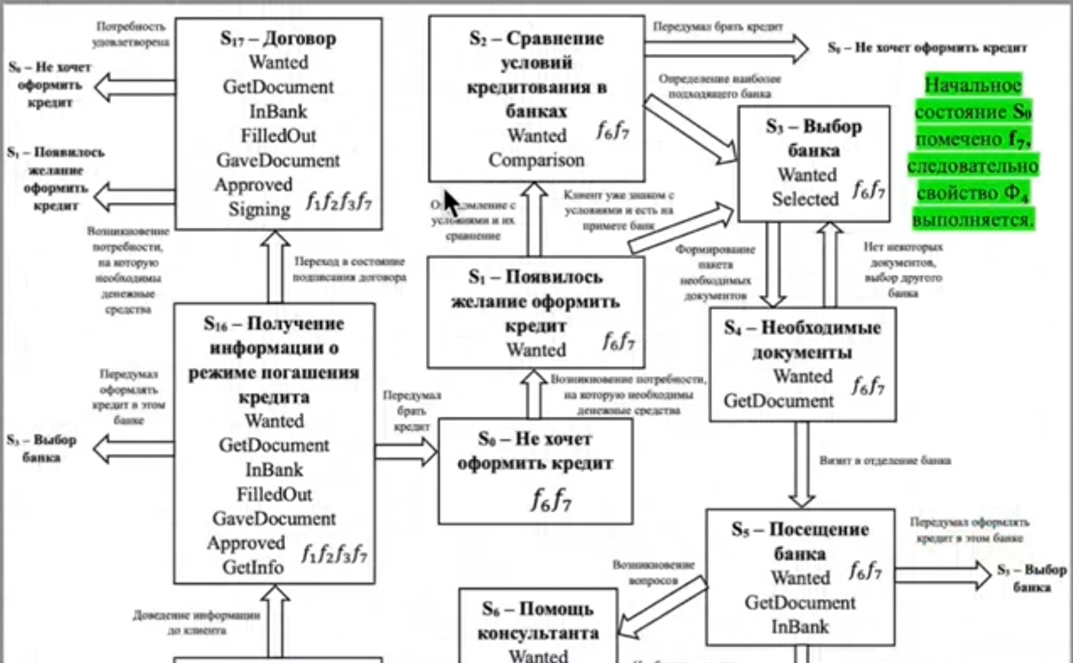 Потребность
удовлетворена
S₀ – Не хочет
оформить
кредит
S₁ – Появилось
желание
оформить
кредит
Возникновение
потребности,
на которую
необходимы
денежные
средства
S₁₇ – Договор
Wanted
GetDocument
InBank
FilledOut
GaveDocument
Approved
Signing
f₁f₂f₃f₇
Переход в состояние
подписания договора
S₁₆ – Получение
информации о
режиме погашения
кредита
Wanted
GetDocument
InBank
FilledOut
GaveDocument
Approved
GetInfo
f₁f₂f₃f₇
Передумал
оформлять
кредит в этом
банке
S₃ – Выбор
банка
Доведение информации
до клиента
Передумал
брать
кредит
S₂ – Сравнение
условий
кредитования в
банках
Wanted
Comparison
f₆f₇
Передумал брать кредит
S₀ – Не хочет оформить кредит
Определение наиболее
подходящего банка
условиями и их
сравнение
Клиент уже знаком с
условиями и есть на
примете банк
S₁ – Появилось
желание оформить
кредит
Wanted
f₆f₇
Возникновение потребности,
на которую необходимы
денежные средства
S₀ – Не хочет
оформить кредит
f₆f₇
S₃ – Выбор
банка
Wanted
Selected
f₆f₇
Начальное
состояние S₀
помечено f₇,
следовательно
свойство Ф₄
выполняется.
Формирование
пакета
необходимых
документов
Нет некоторых
документов,
выбор другого
банка
S₄ – Необходимые
документы
Wanted
GetDocument
f₆f₇
Визит в отделение банка
S₅ – Посещение
банка
Wanted
GetDocument
InBank
f₆f₇
Передумал оформлять
кредит в этом банке
S₃ – Выбор
банка
Возникновение
вопросов
S₆ – Помощь
консультанта
Wanted